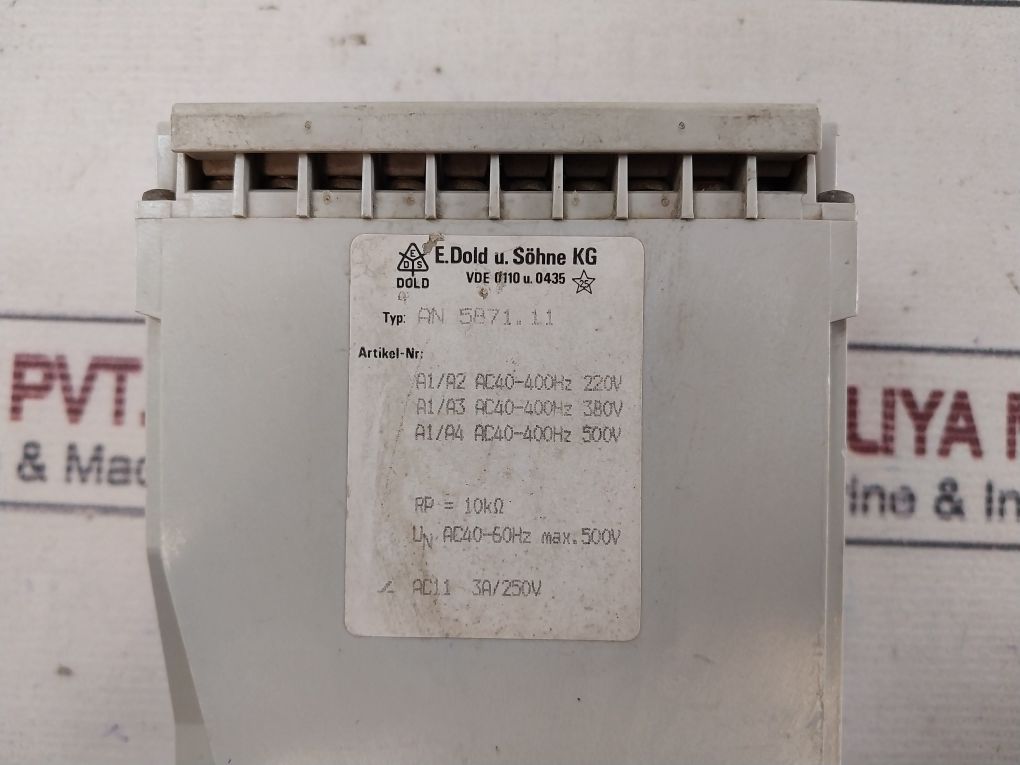 E
D S
DOLD
E.Dold u. Söhne KG
VDE 0110 u. 0435 25
Typ: AN 5871.11
Artikel-Nr:
A1/A2 AC40-400Hz 220V
A1/A3 AC40-400Hz 380V
A1/A4 AC40-400Hz 500V
RP = 10kΩ
UN AC40-60Hz max.500V
AC11 3A/250V
PVT.
& Mac
LIYA
ine & In